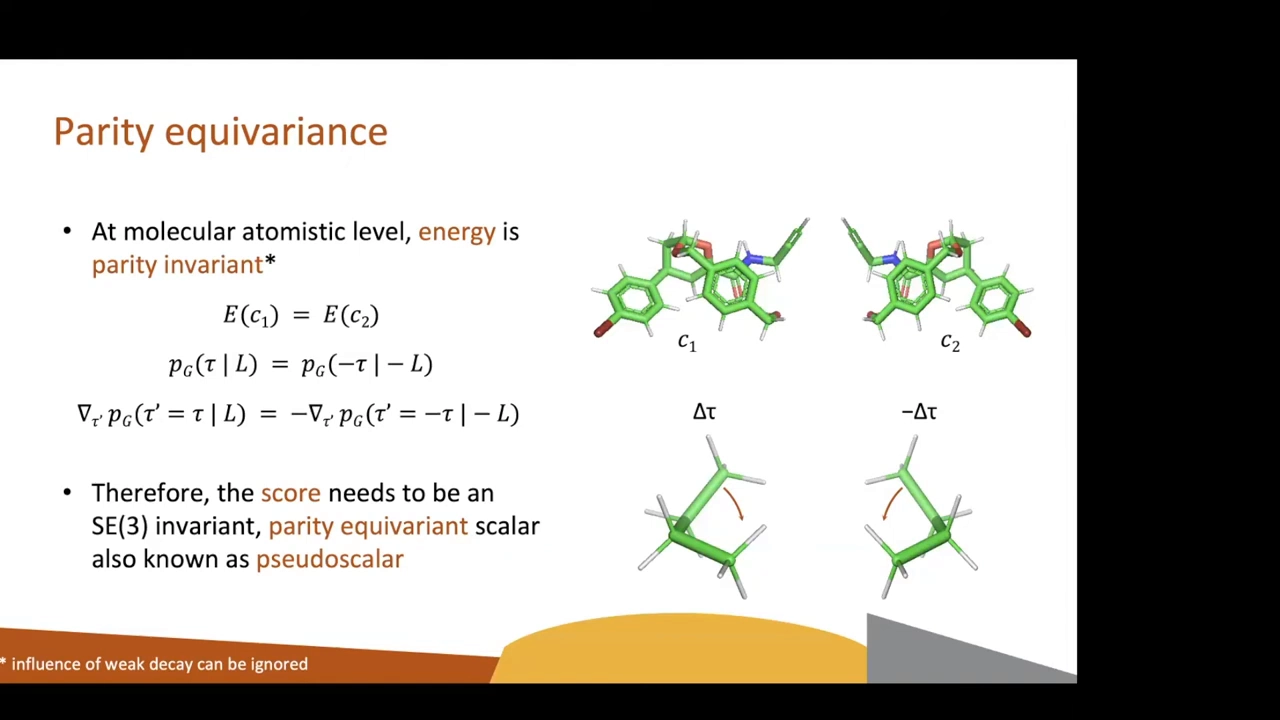 Parity equivariance
• At molecular atomistic level, energy is
parity invariant*
E(c₁) = E(c₂)
p_G(τ | L) = p_G(−τ | − L)
∇_τ′ p_G(τ′ = τ | L) = −∇_τ′ p_G(τ′ = −τ | − L)
• Therefore, the score needs to be an
SE(3) invariant, parity equivariant scalar
also known as pseudoscalar
c₁
c₂
Δτ
−Δτ
* influence of weak decay can be ignored